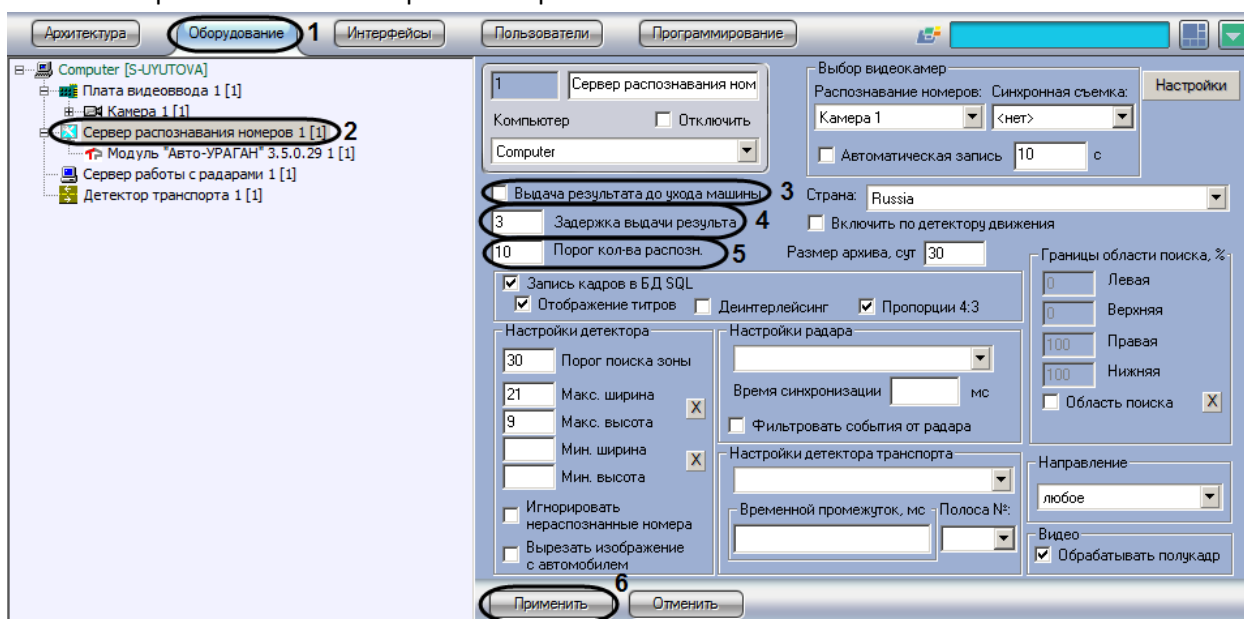 Архитектура Оборудование 1 Интерфейсы Пользователи Программирование
Computer [S-UYUTOVA]
Плата видеоввода 1 [1]
Камера 1 [1]
Сервер распознавания номеров 1 [1] 2
Модуль "Авто-УРАГАН" 3.5.0.29 1 [1]
Сервер работы с радарами 1 [1]
Детектор транспорта 1 [1]
1 Сервер распознавания ном
Компьютер Отключить
Computer
Выбор видеокамер
Распознавание номеров: Синхронная съемка:
Камера 1 <нет>
Автоматическая запись 10 с
Настройки
Выдача результата до ухода машины 3
3 Задержка выдачи результа 4
10 Порог кол-ва распозн. 5
Страна: Russia
Включить по детектору движения
Размер архива, сут 30
Запись кадров в БД SQL
Отображение титров Деинтерлейсинг Пропорции 4:3
Границы области поиска, %
0 Левая
0 Верхняя
100 Правая
100 Нижняя
Область поиска X
Настройки детектора
30 Порог поиска зоны
21 Макс. ширина
X
9 Макс. высота
Мин. ширина
X
Мин. высота
Игнорировать
нераспознанные номера
Вырезать изображение
с автомобилем
Настройки радара
Время синхронизации мс
Фильтровать события от радара
Настройки детектора транспорта
Временной промежуток, мс Полоса №:
Направление
любое
Видео
Обрабатывать полукадр
6
Применить Отменить